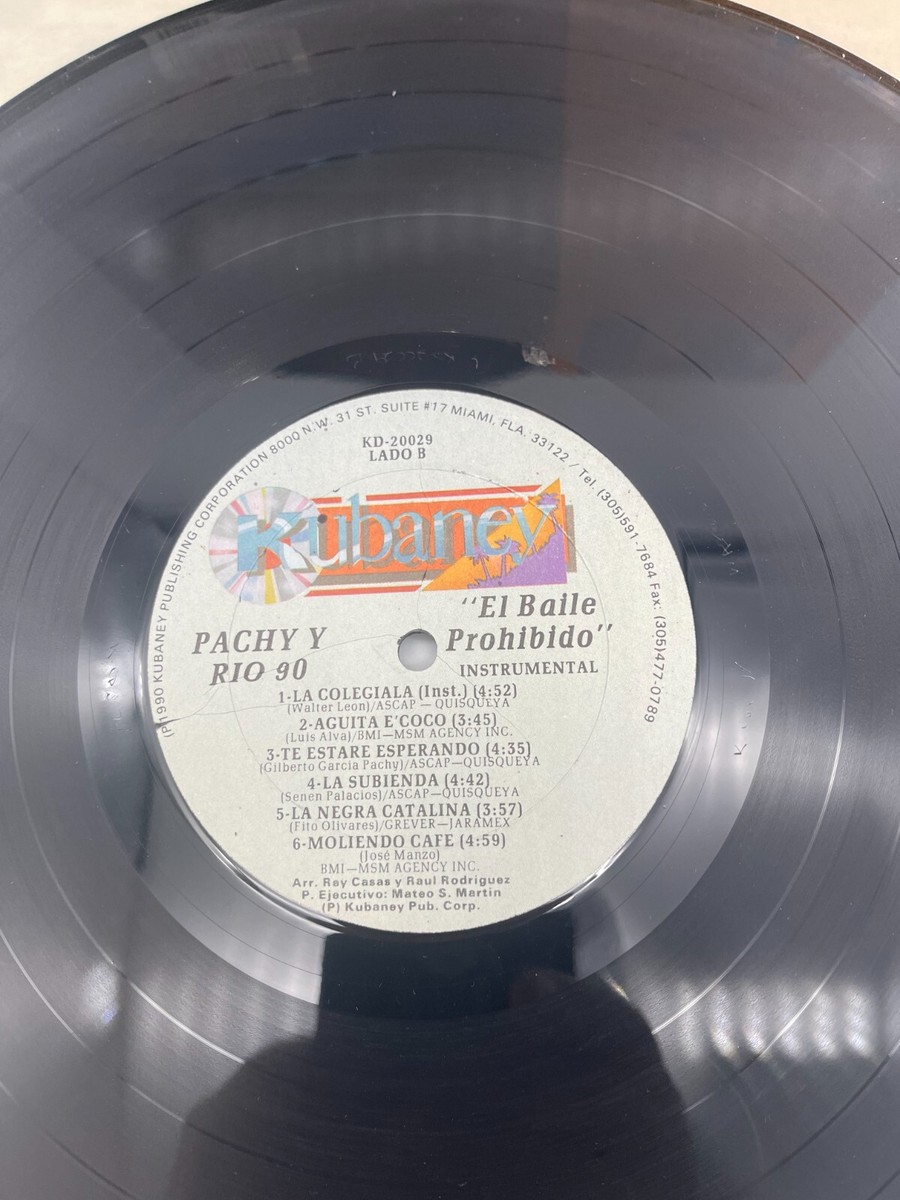 (P)1990 KUBANEY PUBLISHING CORPORATION 8000 N.W. 31 ST. SUITE #17 MIAMI, FLA. 33122 / Tel. (305)591-7684 Fax: (305)477-0789
KD-20029
LADO B
Kubaney
"El Baile
Prohibido"
INSTRUMENTAL
PACHY Y
RIO 90
1-LA COLEGIALA (Inst.) (4:52)
(Walter Leon)/ASCAP — QUISQUEYA
2-AGUITA E'COCO (3:45)
(Luis Alva)/BMI—MSM AGENCY INC.
3-TE ESTARE ESPERANDO (4:35)
(Gilberto Garcia Pachy)/ASCAP—QUISQUEYA
4-LA SUBIENDA (4:42)
(Senen Palacios)/ASCAP—QUISQUEYA
5-LA NEGRA CATALINA (3:57)
(Fito Olivares)/GREVER—JARAMEX
6-MOLIENDO CAFE (4:59)
(José Manzo)
BMI—MSM AGENCY INC.
Arr. Rey Casas y Raul Rodriguez
P. Ejecutivo: Mateo S. Martin
(P) Kubaney Pub. Corp.